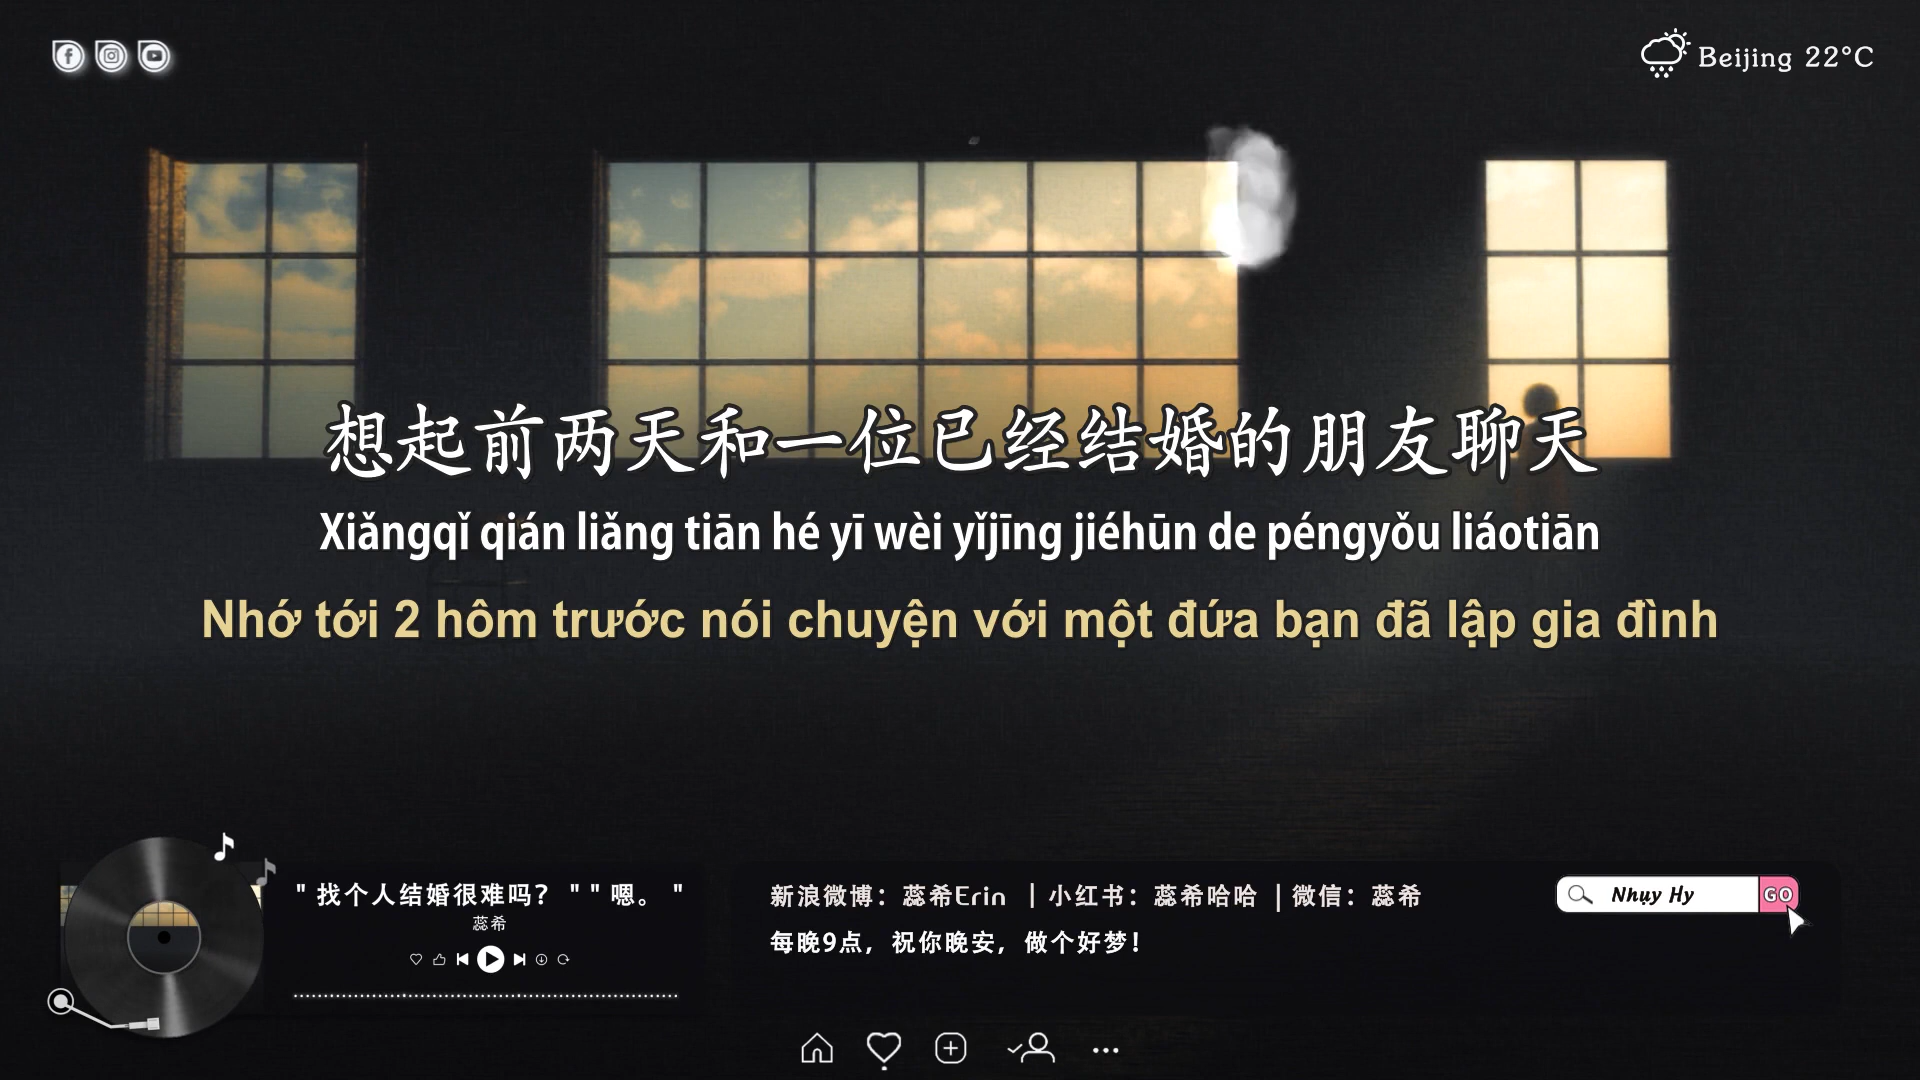 Beijing 22°C
想起前两天和一位已经结婚的朋友聊天
Xiǎngqǐ qián liǎng tiān hé yī wèi yǐjīng jiéhūn de péngyǒu liáotiān
Nhớ tới 2 hôm trước nói chuyện với một đứa bạn đã lập gia đình
" 找个人结婚很难吗？ " " 嗯。 "
蕊希
新浪微博：蕊希Erin ｜小红书：蕊希哈哈 ｜微信：蕊希
每晚9点，祝你晚安，做个好梦！
Nhụy Hy GO